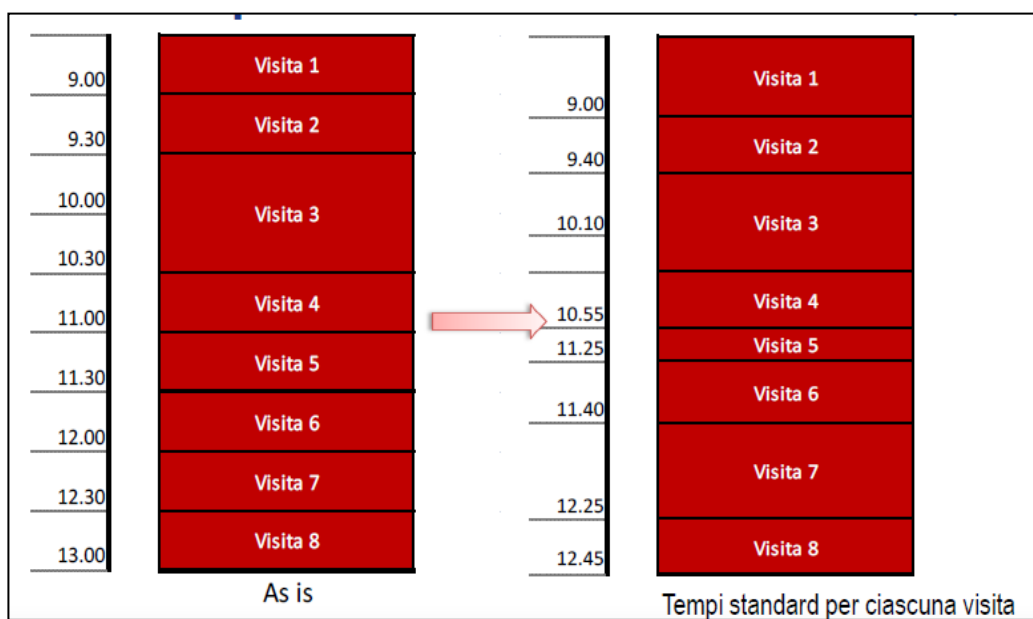 Visita 1
9.00
Visita 2
9.30
10.00
Visita 3
10.30
Visita 4
11.00
Visita 5
11.30
Visita 6
12.00
Visita 7
12.30
Visita 8
13.00
As is
Visita 1
9.00
Visita 2
9.40
Visita 3
10.10
Visita 4
10.55
Visita 5
11.25
Visita 6
11.40
Visita 7
12.25
Visita 8
12.45
Tempi standard per ciascuna visita